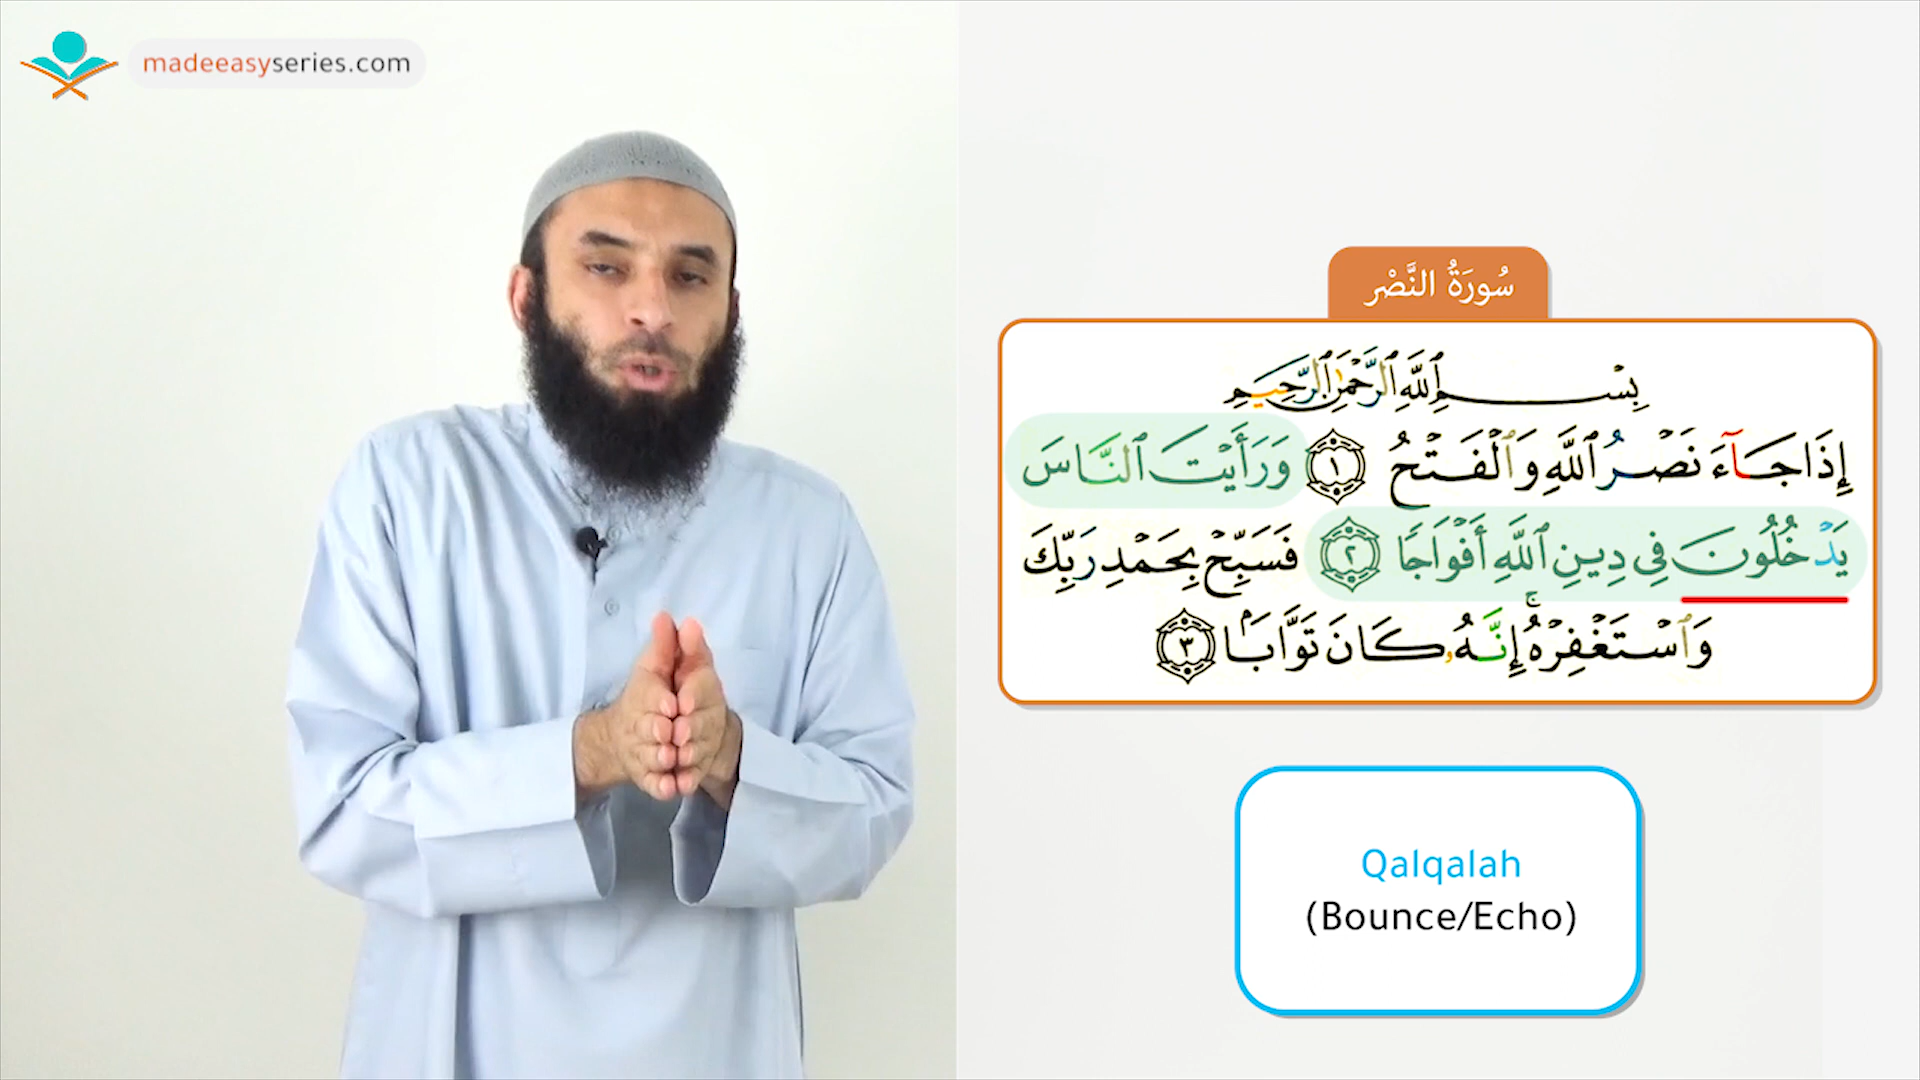 madeeasyseries.com
سُورَةُ النَّصْرِ
بِسْمِ ٱللَّهِ ٱلرَّحْمَٰنِ ٱلرَّحِيمِ
إِذَا جَآءَ نَصْرُ ٱللَّهِ وَٱلْفَتْحُ ١ وَرَأَيْتَ ٱلنَّاسَ
يَدْخُلُونَ فِى دِينِ ٱللَّهِ أَفْوَاجًا ٢ فَسَبِّحْ بِحَمْدِ رَبِّكَ
وَٱسْتَغْفِرْهُ ۚ إِنَّهُۥ كَانَ تَوَّابَۢا ٣
Qalqalah
(Bounce/Echo)